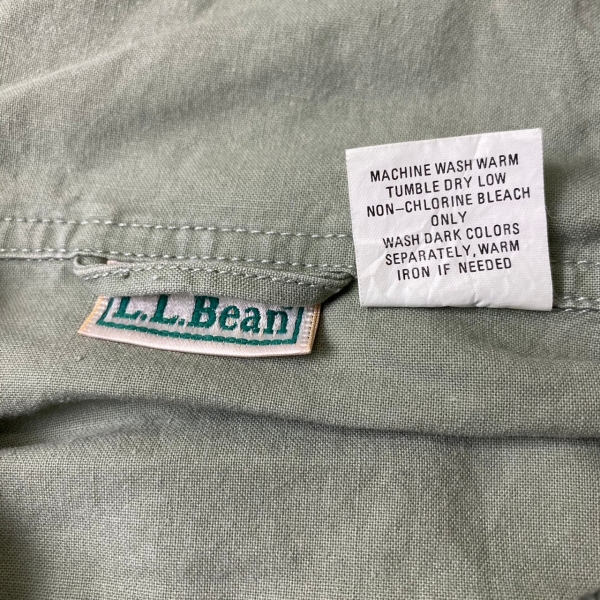 MACHINE WASH WARM
TUMBLE DRY LOW
NON-CHLORINE BLEACH
ONLY
WASH DARK COLORS
SEPARATELY, WARM
IRON IF NEEDED
L.L.Bean